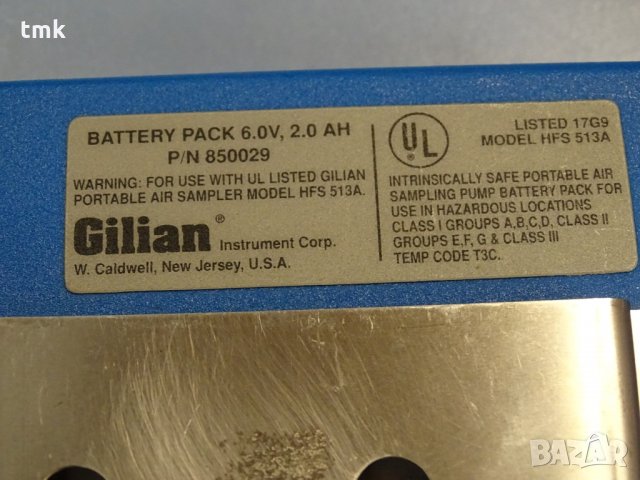 tmk
BATTERY PACK 6.0V, 2.0 AH
P/N 850029
WARNING: FOR USE WITH UL LISTED GILIAN
PORTABLE AIR SAMPLER MODEL HFS 513A.
Gilian® Instrument Corp.
W. Caldwell, New Jersey, U.S.A.
UL
LISTED 17G9
MODEL HFS 513A
INTRINSICALLY SAFE PORTABLE AIR
SAMPLING PUMP BATTERY PACK FOR
USE IN HAZARDOUS LOCATIONS
CLASS I GROUPS A,B,C,D, CLASS II
GROUPS E,F, G & CLASS III
TEMP CODE T3C.
BAZAR